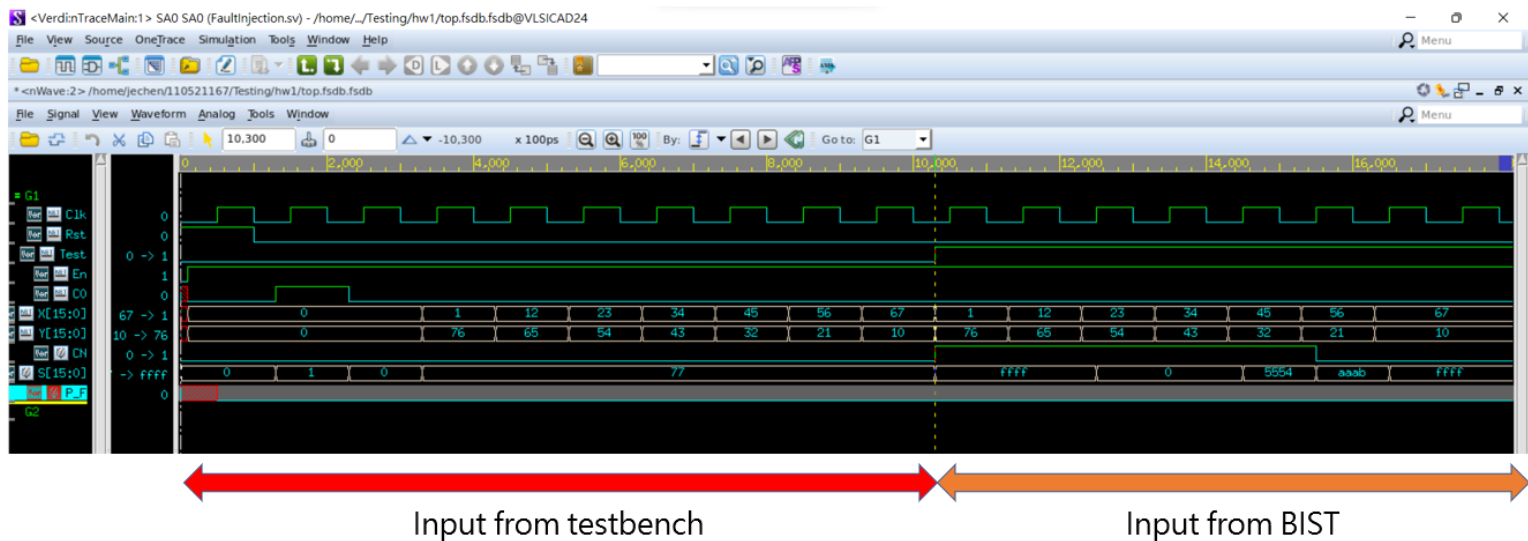 <Verdi:nTraceMain:1> SA0 SA0 (FaultInjection.sv) - /home/.../Testing/hw1/top.fsdb.fsdb@VLSICAD24
File View Source OneTrace Simulation Tools Window Help
Menu
*<nWave:2> /home/jechen/110521167/Testing/hw1/top.fsdb.fsdb
File Signal View Waveform Analog Tools Window
Menu
10,300 0 -10,300 x 100ps By: Go to: G1
0 2,000 4,000 6,000 8,000 10,000 12,000 14,000 16,000
G1
Clk 0
Rst 0
Test 0 -> 1
En 1
C0 0
X[15:0] 67 -> 1 0 1 12 23 34 45 56 67 1 12 23 34 45 56 67
Y[15:0] 10 -> 76 0 76 65 54 43 32 21 10 76 65 54 43 32 21 10
CN 0 -> 1
S[15:0] -> ffff 0 1 0 77 ffff 0 5554 aaab ffff
P_F 0
G2
Input from testbench
Input from BIST